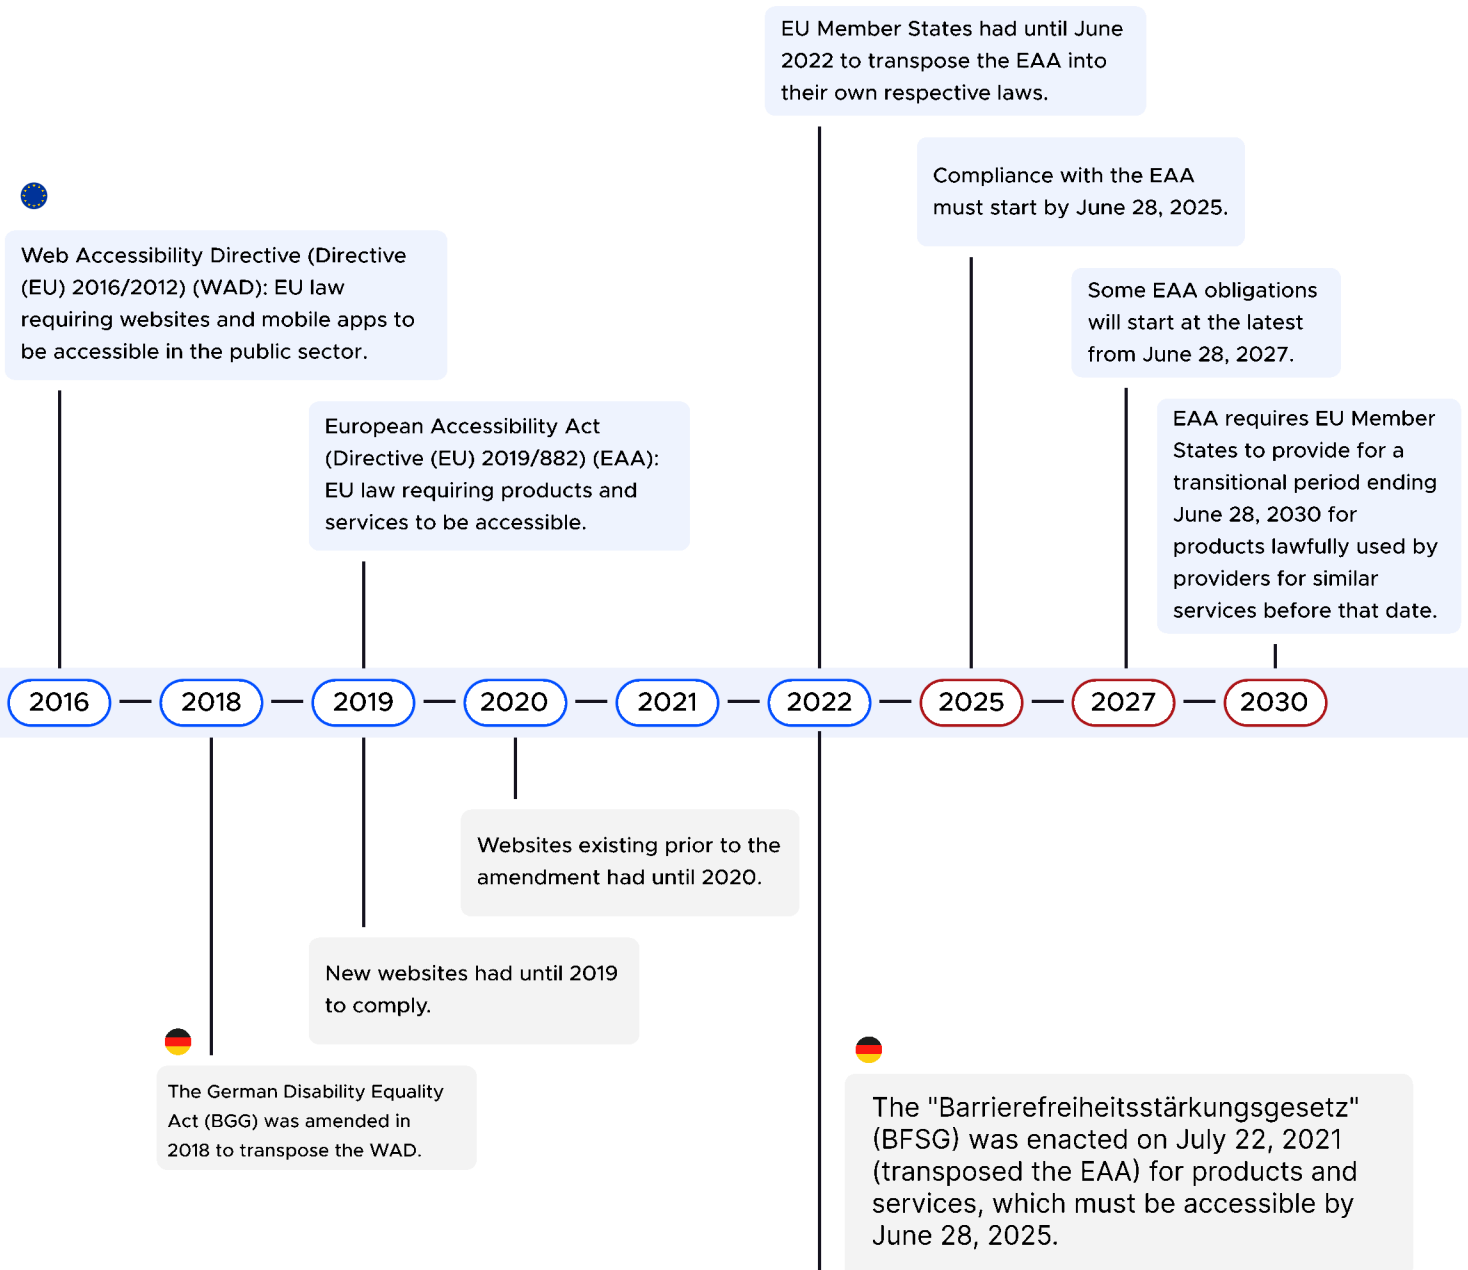 EU Member States had until June
2022 to transpose the EAA into
their own respective laws.
Compliance with the EAA
must start by June 28, 2025.
Web Accessibility Directive (Directive
(EU) 2016/2012) (WAD): EU law
requiring websites and mobile apps to
be accessible in the public sector.
Some EAA obligations
will start at the latest
from June 28, 2027.
European Accessibility Act
(Directive (EU) 2019/882) (EAA):
EU law requiring products and
services to be accessible.
EAA requires EU Member
States to provide for a
transitional period ending
June 28, 2030 for
products lawfully used by
providers for similar
services before that date.
2016
2018
2019
2020
2021
2022
2025
2027
2030
Websites existing prior to the
amendment had until 2020.
New websites had until 2019
to comply.
The German Disability Equality
Act (BGG) was amended in
2018 to transpose the WAD.
The "Barrierefreiheitsstärkungsgesetz"
(BFSG) was enacted on July 22, 2021
(transposed the EAA) for products and
services, which must be accessible by
June 28, 2025.